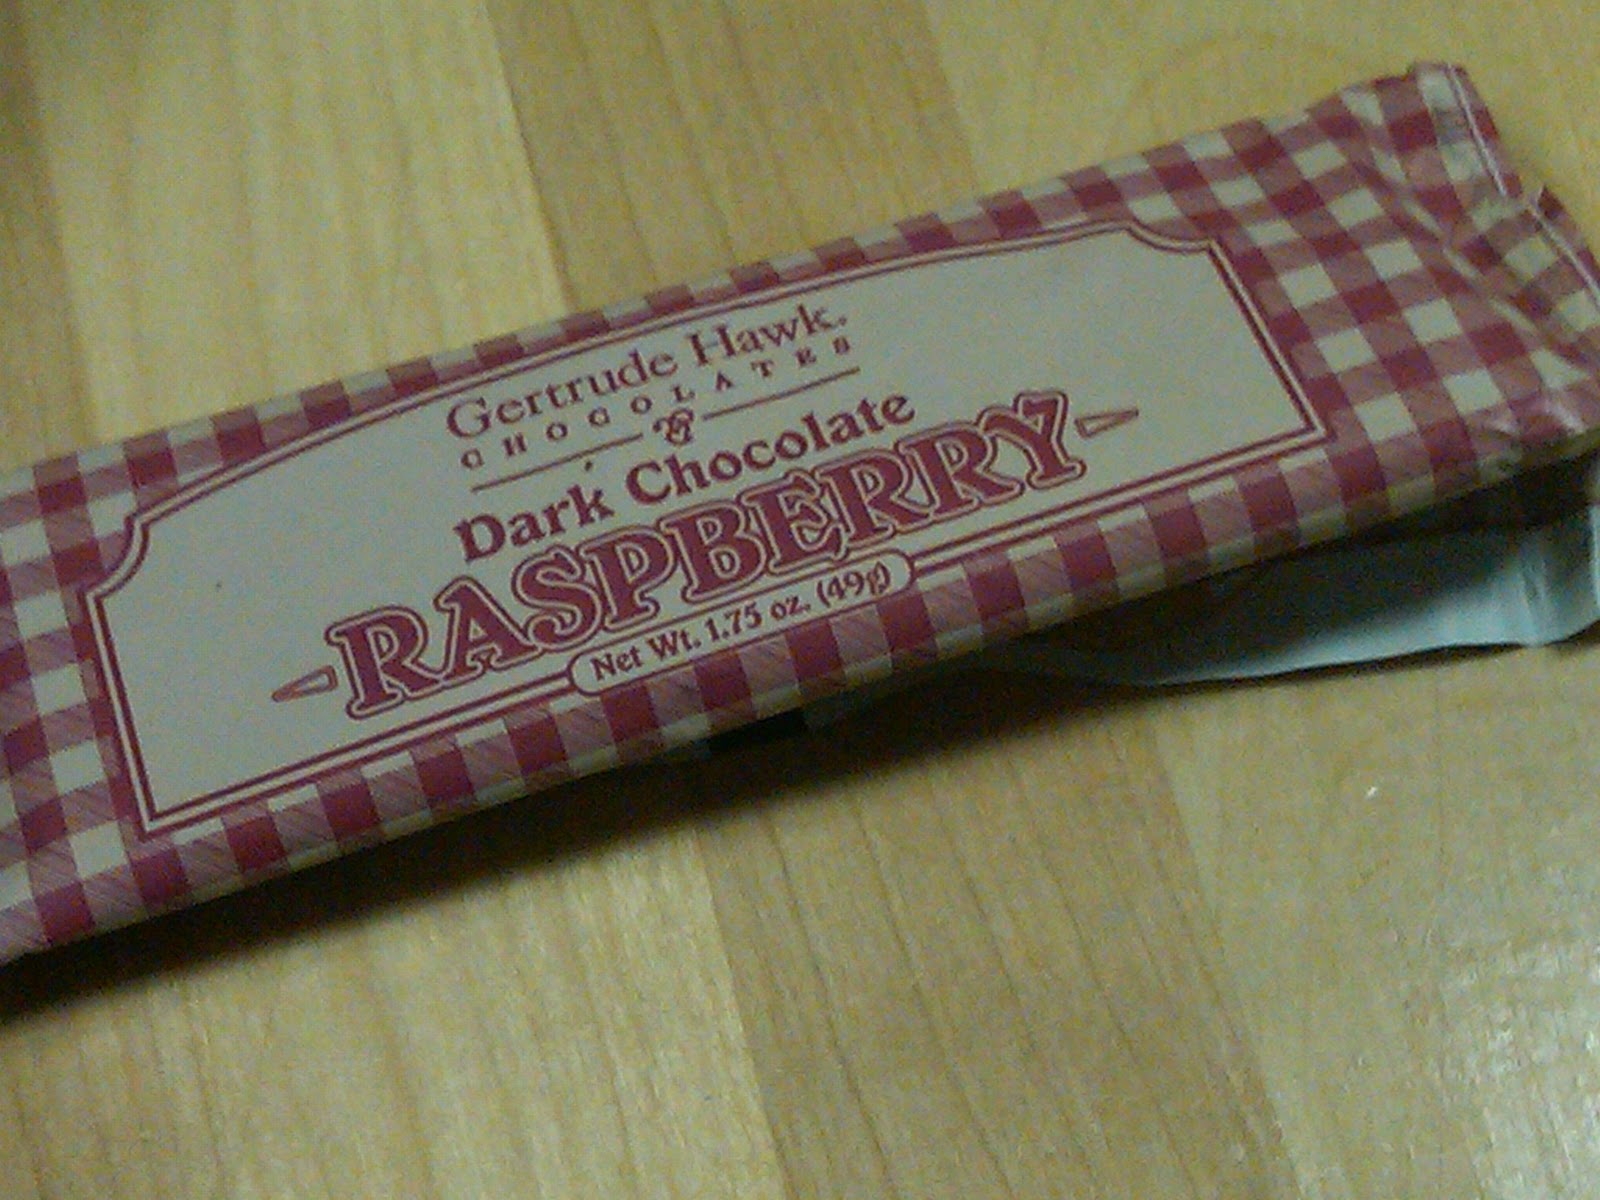 Gertrude Hawk.
CHOCOLATES
Dark Chocolate
RASPBERRY
Net Wt. 1.75 oz. (49g)